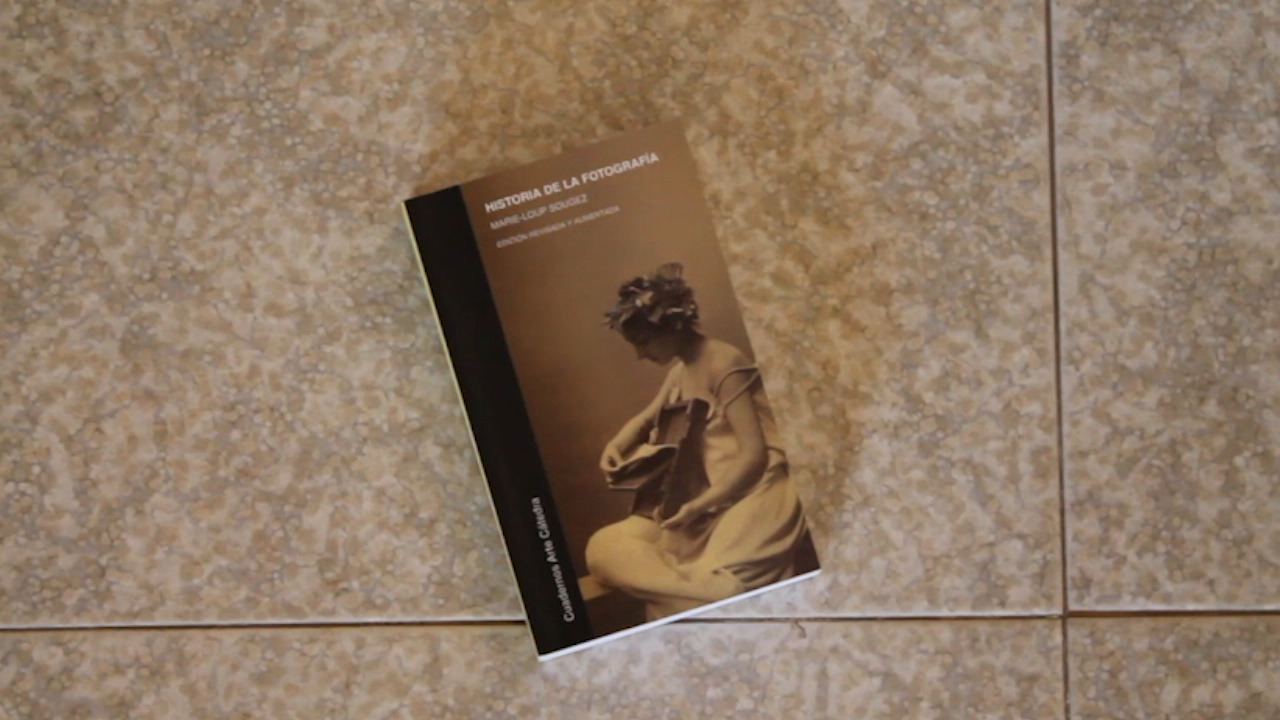 HISTORIA DE LA FOTOGRAFÍA
MARIE-LOUP SOUGEZ
EDICIÓN REVISADA Y AUMENTADA
Cuadernos Arte Cátedra